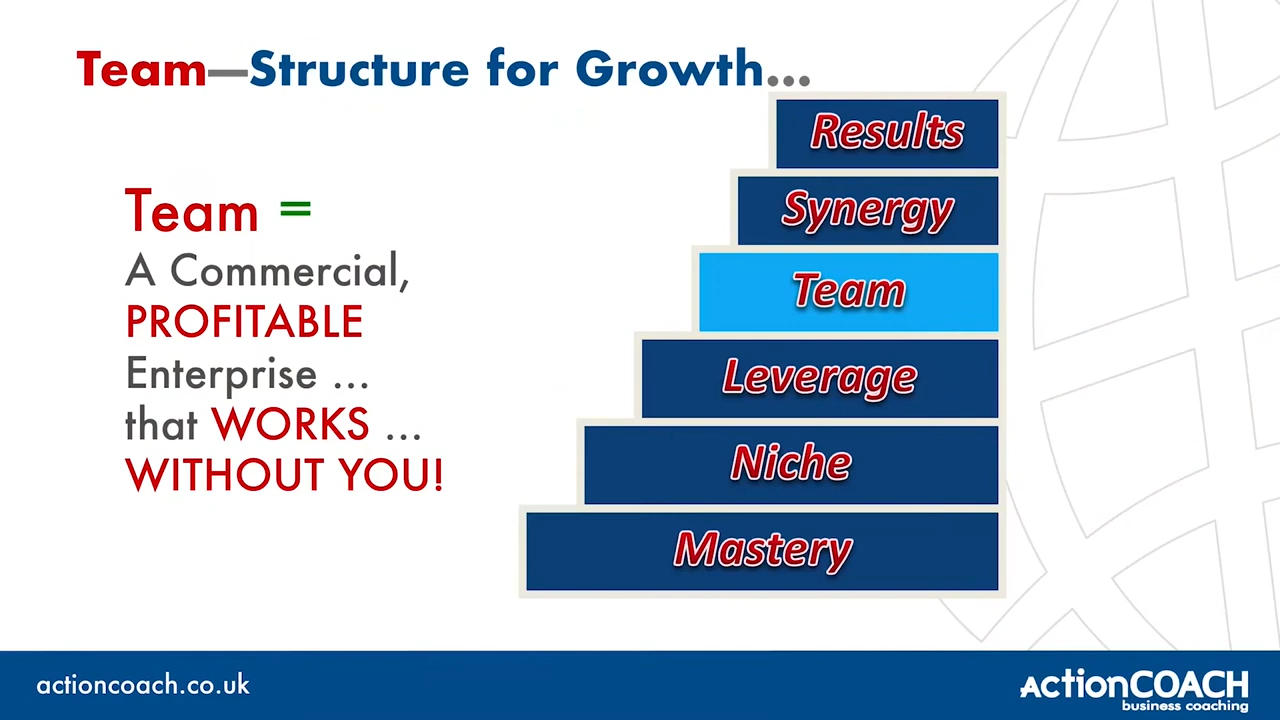 Team—Structure for Growth...
Team =
A Commercial,
PROFITABLE
Enterprise ...
that WORKS ...
WITHOUT YOU!
Results
Synergy
Team
Leverage
Niche
Mastery
actioncoach.co.uk
ActionCOACH
business coaching